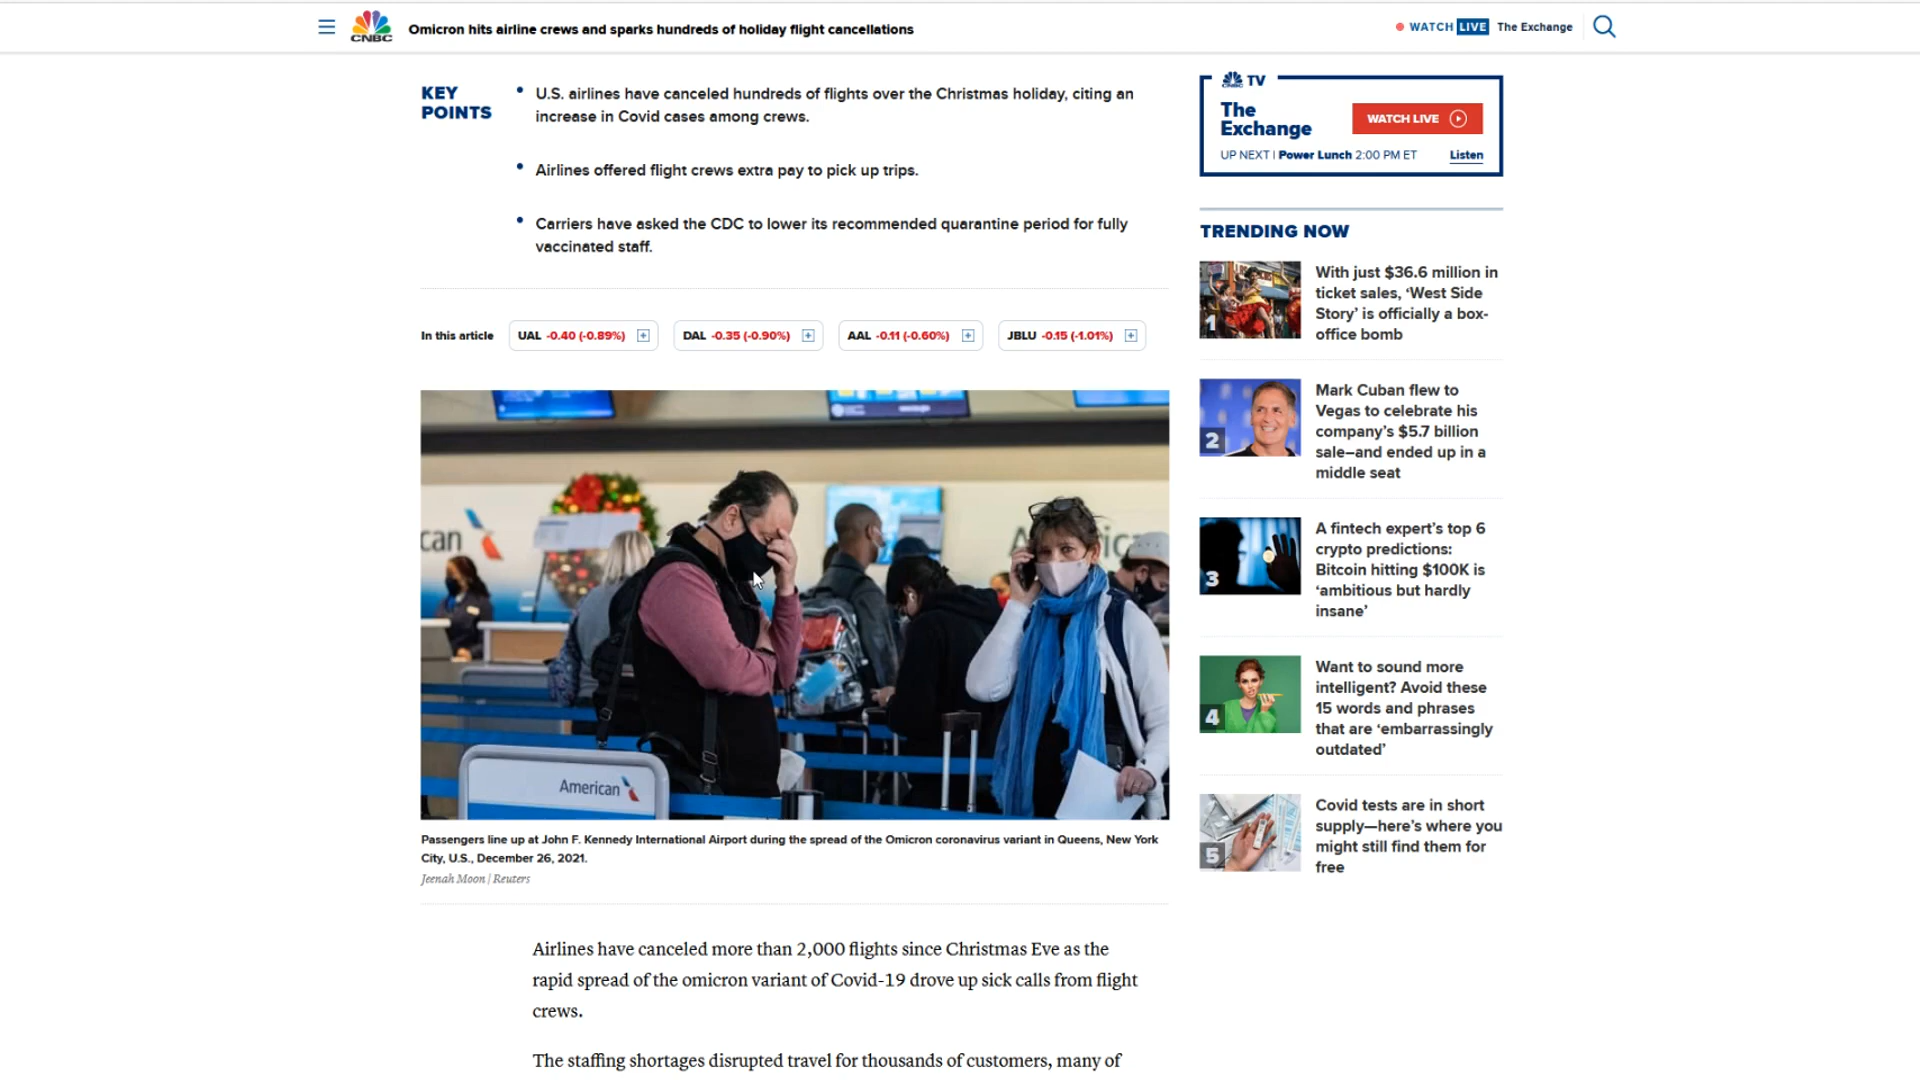 CNBC
Omicron hits airline crews and sparks hundreds of holiday flight cancellations
WATCH LIVE The Exchange
KEY
POINTS
• U.S. airlines have canceled hundreds of flights over the Christmas holiday, citing an
increase in Covid cases among crews.
• Airlines offered flight crews extra pay to pick up trips.
• Carriers have asked the CDC to lower its recommended quarantine period for fully
vaccinated staff.
In this article
UAL -0.40 (-0.89%)
DAL -0.35 (-0.90%)
AAL -0.11 (-0.60%)
JBLU -0.15 (-1.01%)
can
American
Passengers line up at John F. Kennedy International Airport during the spread of the Omicron coronavirus variant in Queens, New York
City, U.S., December 26, 2021.
Jeenah Moon | Reuters
Airlines have canceled more than 2,000 flights since Christmas Eve as the
rapid spread of the omicron variant of Covid-19 drove up sick calls from flight
crews.
The staffing shortages disrupted travel for thousands of customers, many of
CNBC TV
The
Exchange
WATCH LIVE
UP NEXT | Power Lunch 2:00 PM ET
Listen
TRENDING NOW
1
With just $36.6 million in
ticket sales, ‘West Side
Story’ is officially a box-
office bomb
2
Mark Cuban flew to
Vegas to celebrate his
company’s $5.7 billion
sale—and ended up in a
middle seat
3
A fintech expert’s top 6
crypto predictions:
Bitcoin hitting $100K is
‘ambitious but hardly
insane’
4
Want to sound more
intelligent? Avoid these
15 words and phrases
that are ‘embarrassingly
outdated’
5
Covid tests are in short
supply—here’s where you
might still find them for
free